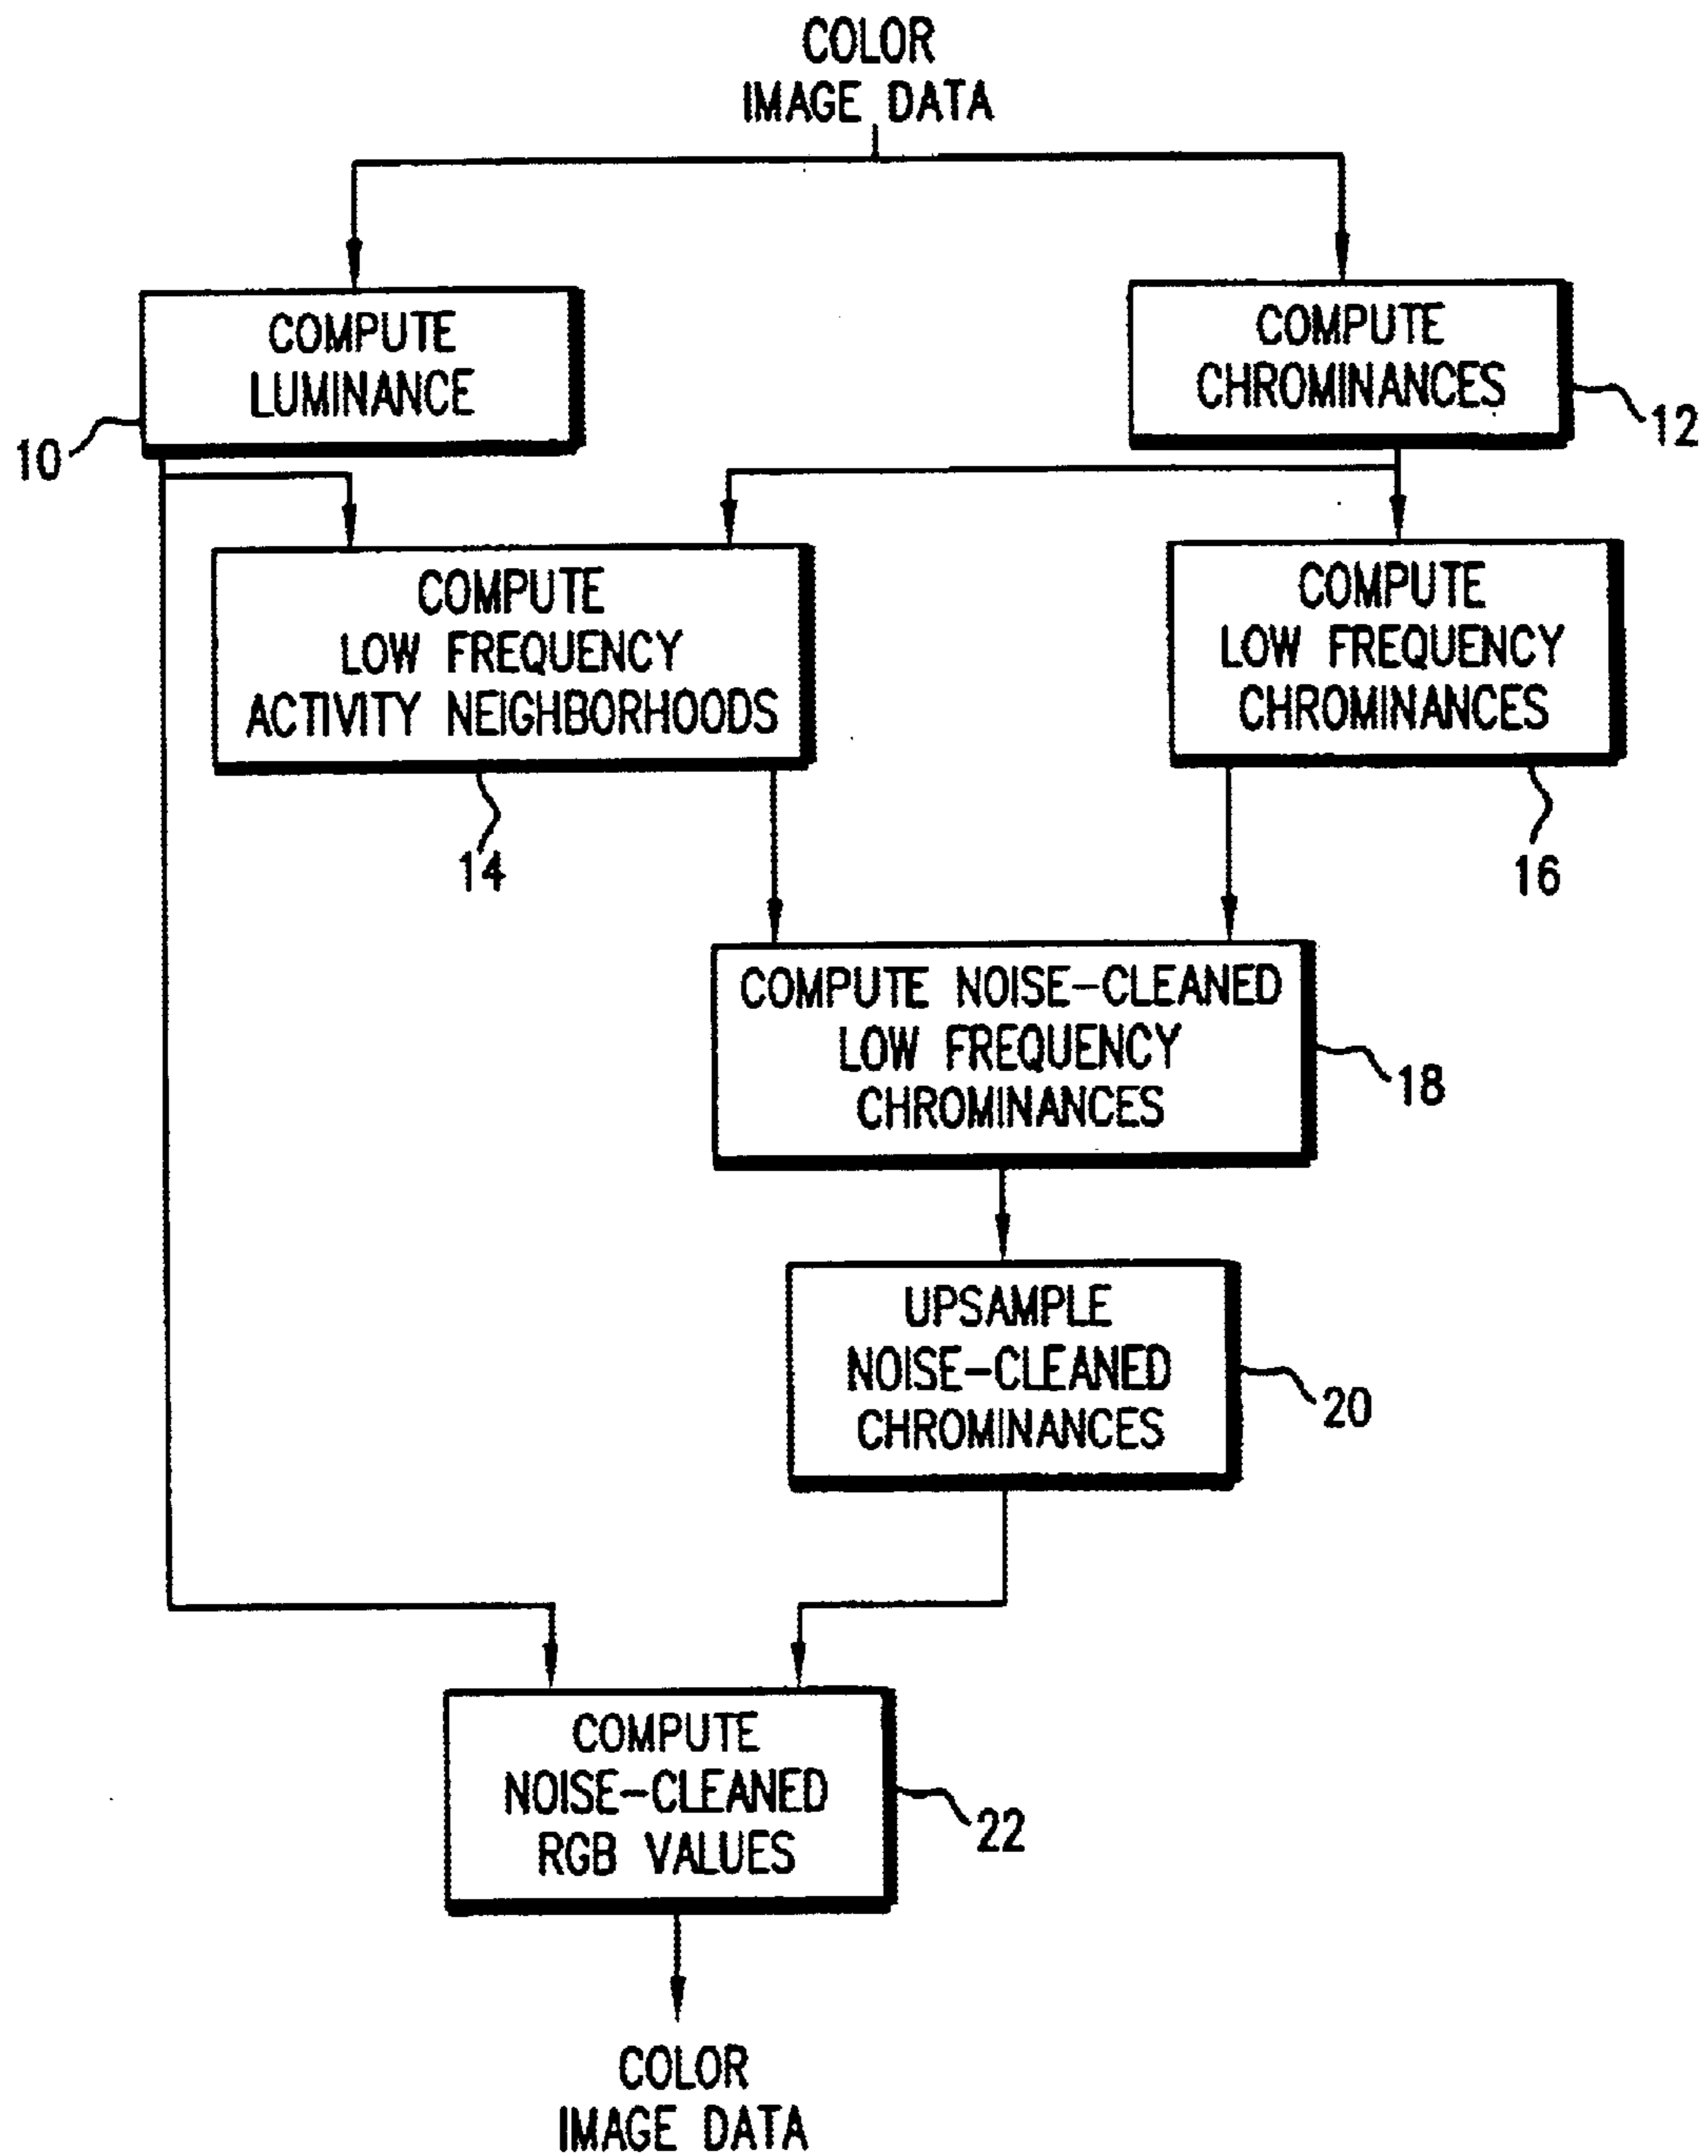 COLOR
IMAGE DATA
COMPUTE
LUMINANCE
10
COMPUTE
CHROMINANCES
12
COMPUTE
LOW FREQUENCY
ACTIVITY NEIGHBORHOODS
14
COMPUTE
LOW FREQUENCY
CHROMINANCES
16
COMPUTE NOISE-CLEANED
LOW FREQUENCY
CHROMINANCES
18
UPSAMPLE
NOISE-CLEANED
CHROMINANCES
20
COMPUTE
NOISE-CLEANED
RGB VALUES
22
COLOR
IMAGE DATA